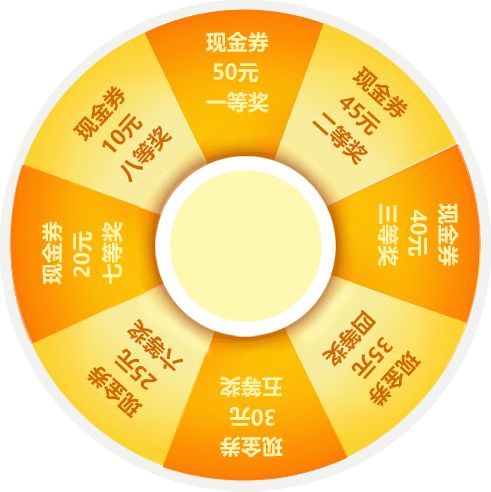 现金券
50元
一等奖
现金券
45元
二等奖
现金券
40元
三等奖
现金券
35元
四等奖
现金券
30元
五等奖
现金券
25元
六等奖
现金券
20元
七等奖
现金券
10元
八等奖